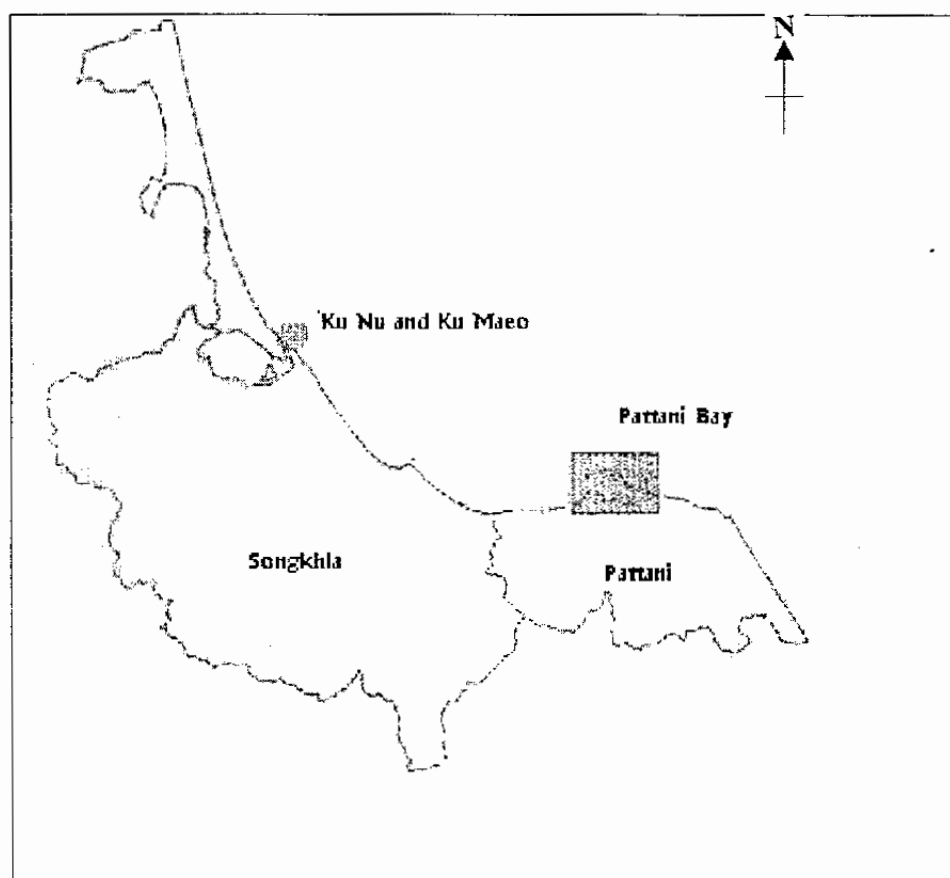 N
Ku Nu and Ku Maeo
Pattani Bay
Songkhla
Pattani